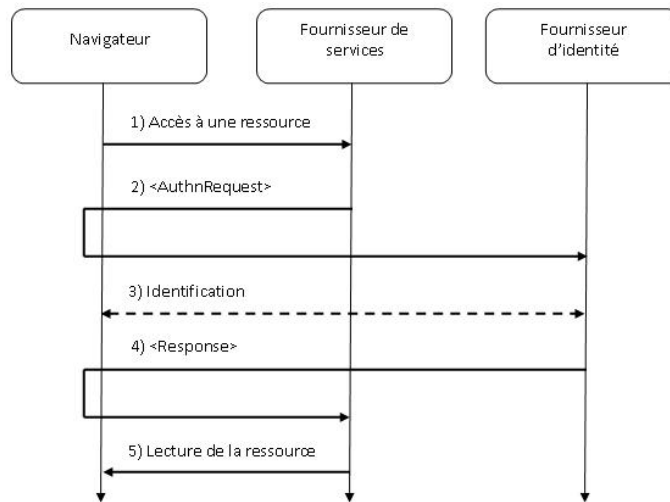 Navigateur
Fournisseur de
services
Fournisseur
d'identité
1) Accès à une ressource
2) <AuthnRequest>
3) Identification
4) <Response>
5) Lecture de la ressource